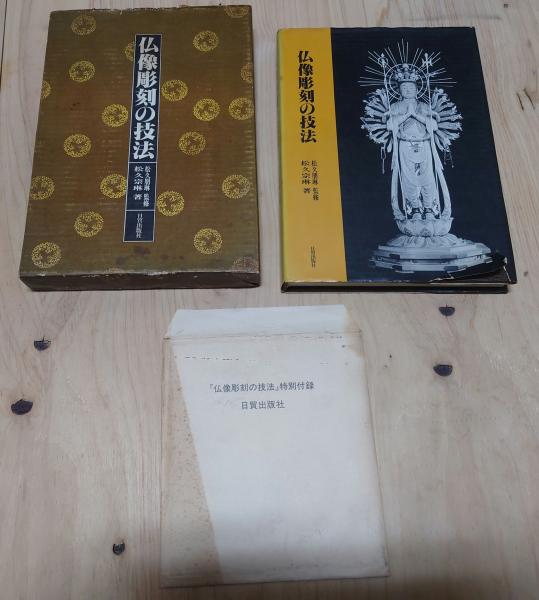 仏像彫刻の技法
松久朋琳 監修
松久宗琳 著
日貿出版社
仏像彫刻の技法
松久朋琳 監修
松久宗琳 著
日貿出版社
『仏像彫刻の技法』特別付録
日貿出版社